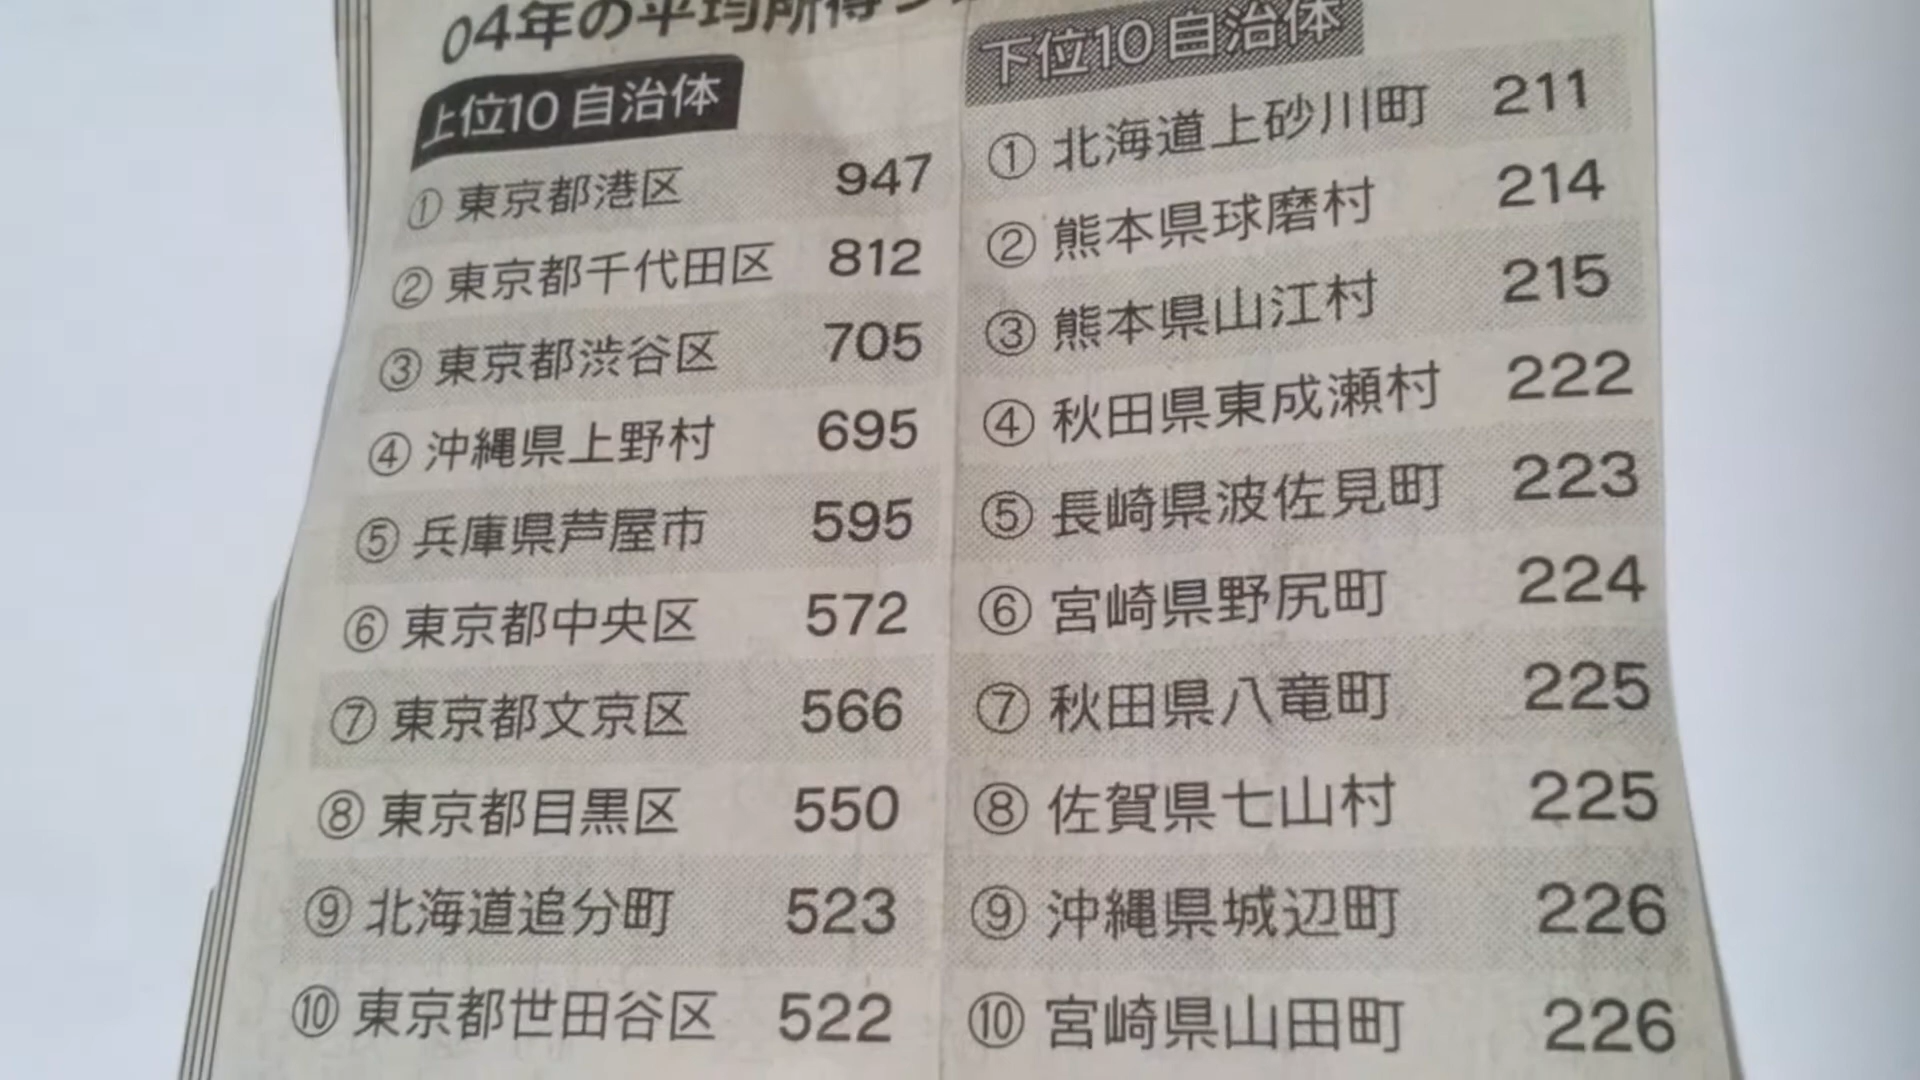 04年の平均所得
上位10自治体
① 東京都港区 947
② 東京都千代田区 812
③ 東京都渋谷区 705
④ 沖縄県上野村 695
⑤ 兵庫県芦屋市 595
⑥ 東京都中央区 572
⑦ 東京都文京区 566
⑧ 東京都目黒区 550
⑨ 北海道追分町 523
⑩ 東京都世田谷区 522
下位10自治体
① 北海道上砂川町 211
② 熊本県球磨村 214
③ 熊本県山江村 215
④ 秋田県東成瀬村 222
⑤ 長崎県波佐見町 223
⑥ 宮崎県野尻町 224
⑦ 秋田県八竜町 225
⑧ 佐賀県七山村 225
⑨ 沖縄県城辺町 226
⑩ 宮崎県山田町 226